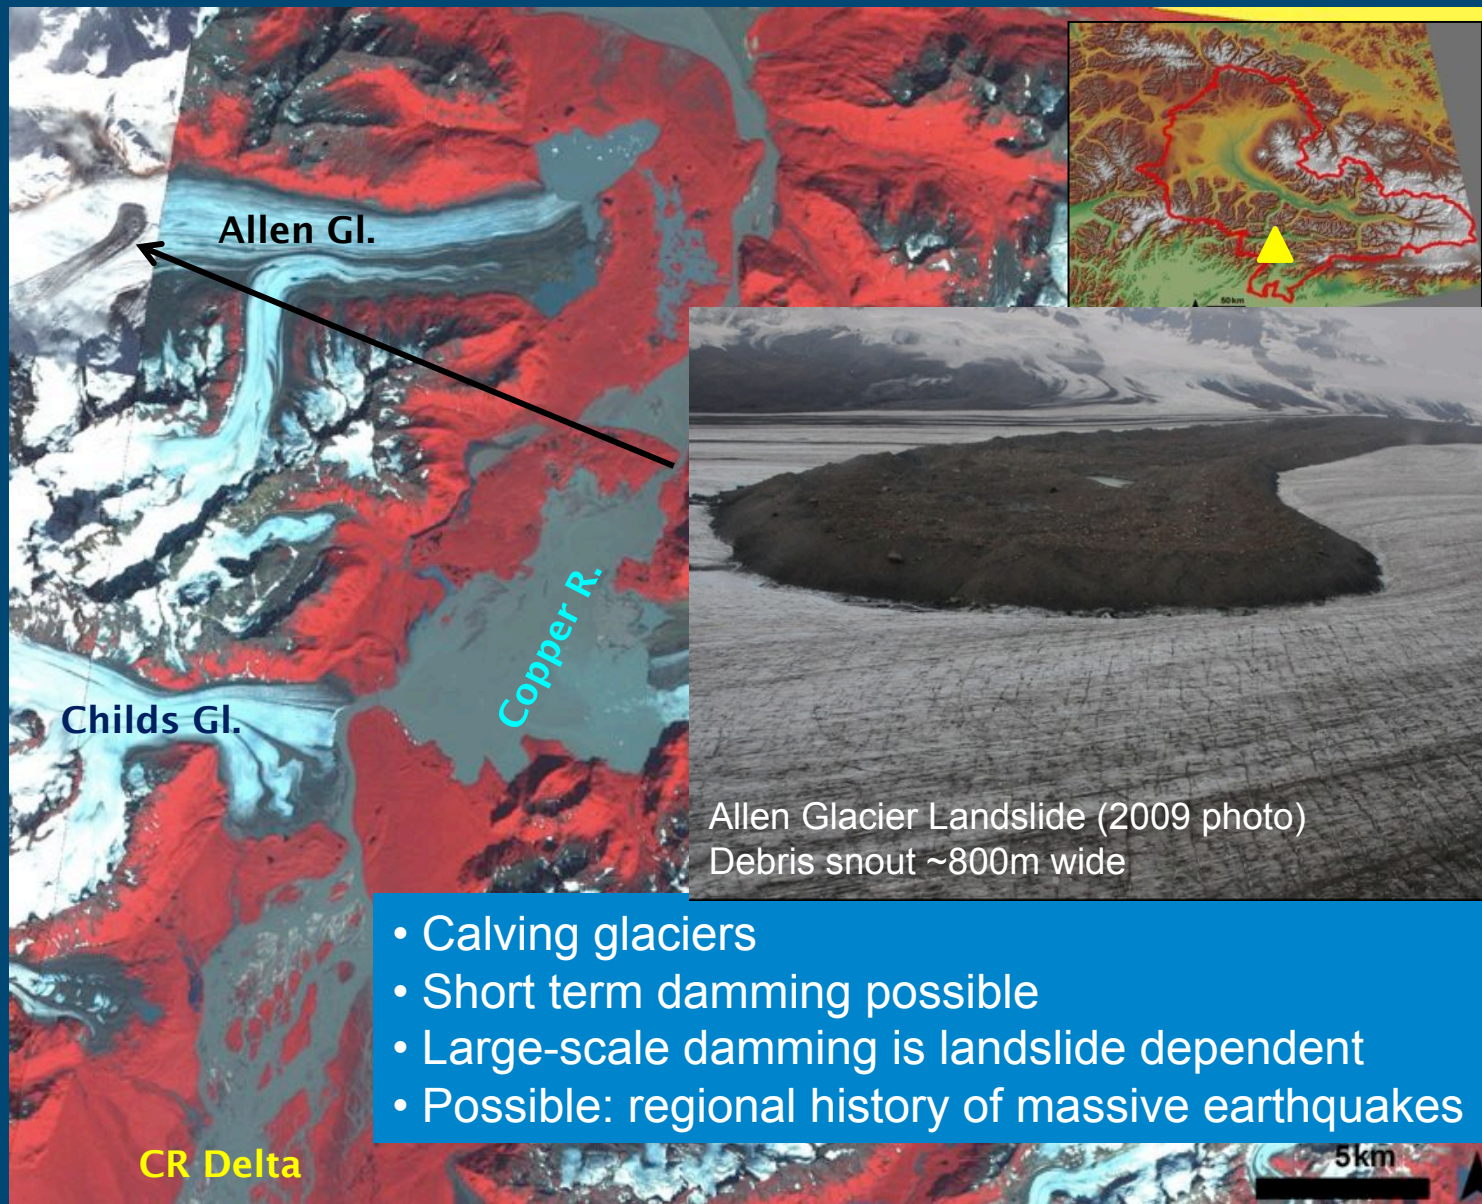 Allen Gl.
50km
Copper R.
Childs Gl.
Allen Glacier Landslide (2009 photo)
Debris snout ~800m wide
• Calving glaciers
• Short term damming possible
• Large-scale damming is landslide dependent
• Possible: regional history of massive earthquakes
CR Delta
5km